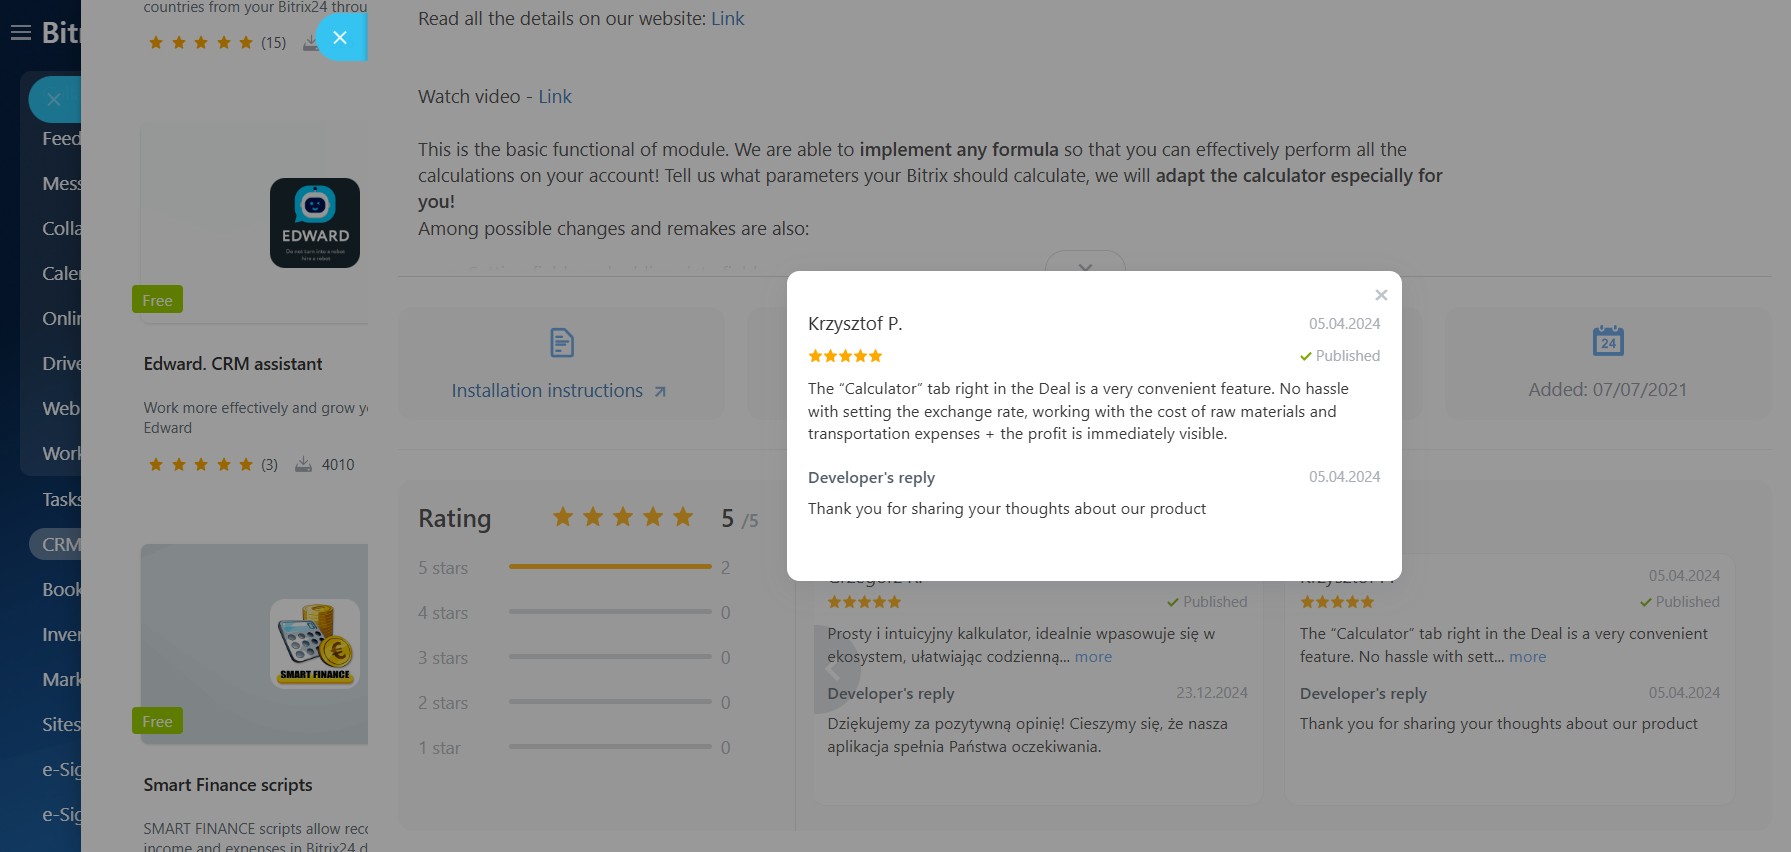 Bit
Feed
Mess
Colla
Caler
Onlin
Drive
Web
Work
Tasks
CRM
Book
Inver
Mark
Sites
e-Sig
e-Sig
countries from your Bitrix24 throu
(15)
EDWARD
Do not turn into a robot
hire a robot
Free
Edward. CRM assistant
Work more effectively and grow yo
Edward
(3) 4010
SMART FINANCE
Free
Smart Finance scripts
SMART FINANCE scripts allow reco
income and expenses in Bitrix24 d
Read all the details on our website: Link
Watch video - Link
This is the basic functional of module. We are able to implement any formula so that you can effectively perform all the
calculations on your account! Tell us what parameters your Bitrix should calculate, we will adapt the calculator especially for
you!
Among possible changes and remakes are also:
Installation instructions
24
Added: 07/07/2021
Krzysztof P.
05.04.2024
Published
The “Calculator” tab right in the Deal is a very convenient feature. No hassle
with setting the exchange rate, working with the cost of raw materials and
transportation expenses + the profit is immediately visible.
Developer's reply
05.04.2024
Thank you for sharing your thoughts about our product
Rating 5 /5
5 stars 2
4 stars 0
3 stars 0
2 stars 0
1 star 0
Published
Prosty i intuicyjny kalkulator, idealnie wpasowuje się w
ekosystem, ułatwiając codzienną... more
Developer's reply
23.12.2024
Dziękujemy za pozytywną opinię! Cieszymy się, że nasza
aplikacja spełnia Państwa oczekiwania.
05.04.2024
Published
The “Calculator” tab right in the Deal is a very convenient
feature. No hassle with sett... more
Developer's reply
05.04.2024
Thank you for sharing your thoughts about our product